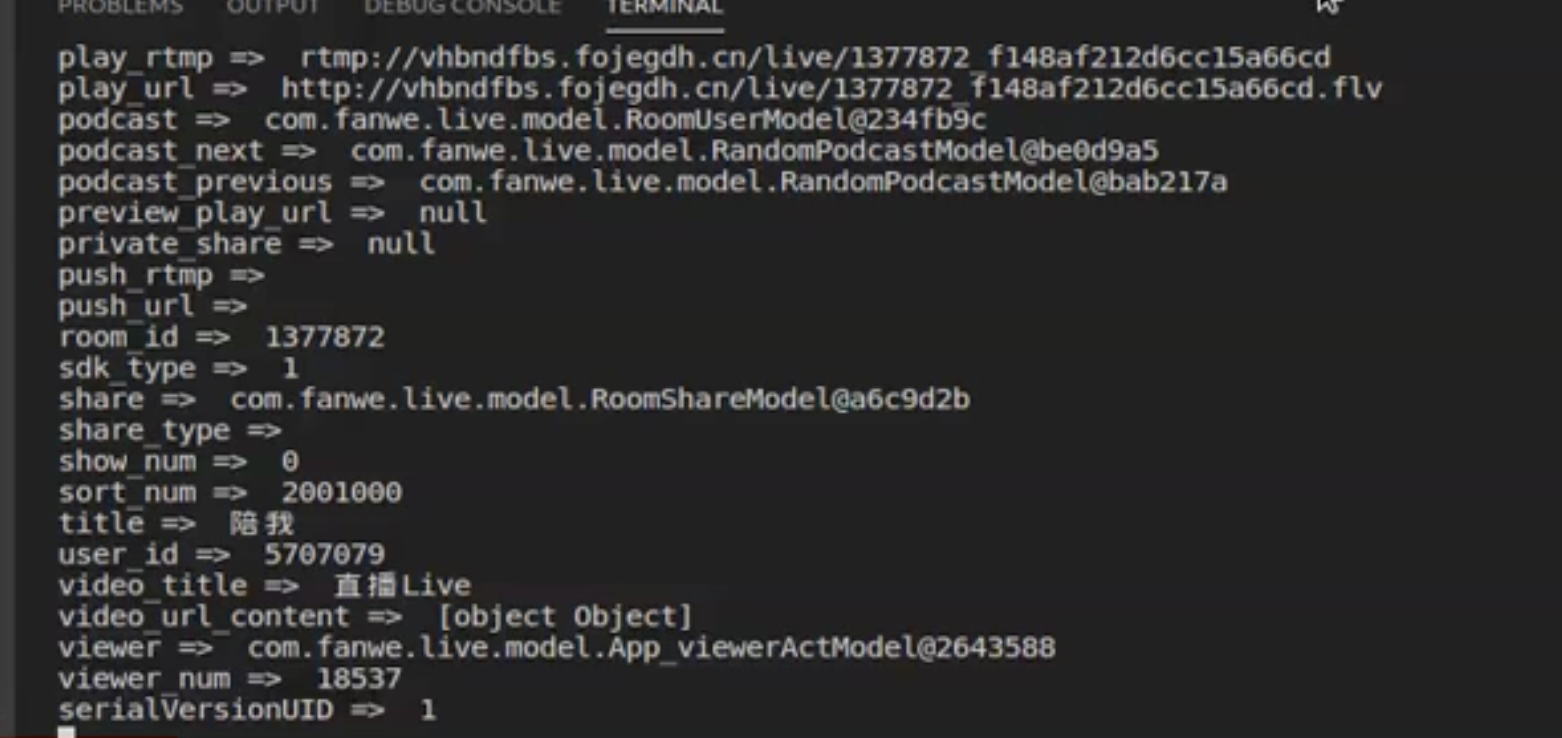 PROBLEMS OUTPUT DEBUG CONSOLE TERMINAL
play_rtmp => rtmp://vhbndfbs.fojegdh.cn/live/1377872_f148af212d6cc15a66cd
play_url => http://vhbndfbs.fojegdh.cn/live/1377872_f148af212d6cc15a66cd.flv
podcast => com.fanwe.live.model.RoomUserModel@234fb9c
podcast_next => com.fanwe.live.model.RandomPodcastModel@be0d9a5
podcast_previous => com.fanwe.live.model.RandomPodcastModel@bab217a
preview_play_url => null
private_share => null
push_rtmp =>
push_url =>
room_id => 1377872
sdk_type => 1
share => com.fanwe.live.model.RoomShareModel@a6c9d2b
share_type =>
show_num => 0
sort_num => 2001000
title => 陪我
user_id => 5707079
video_title => 直播Live
video_url_content => [object Object]
viewer => com.fanwe.live.model.App_viewerActModel@2643588
viewer_num => 18537
serialVersionUID => 1